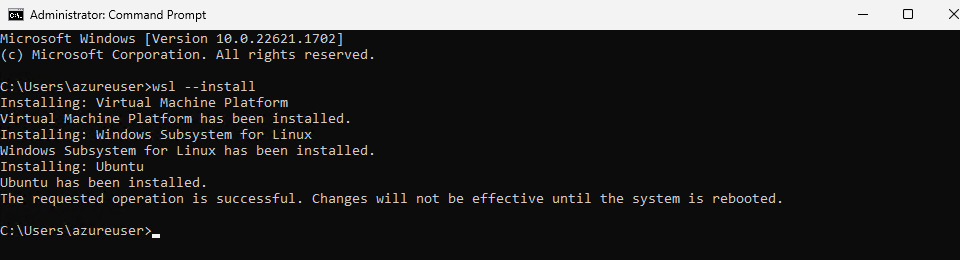 Administrator: Command Prompt
Microsoft Windows [Version 10.0.22621.1702]
(c) Microsoft Corporation. All rights reserved.
C:\Users\azureuser>wsl --install
Installing: Virtual Machine Platform
Virtual Machine Platform has been installed.
Installing: Windows Subsystem for Linux
Windows Subsystem for Linux has been installed.
Installing: Ubuntu
Ubuntu has been installed.
The requested operation is successful. Changes will not be effective until the system is rebooted.
C:\Users\azureuser>